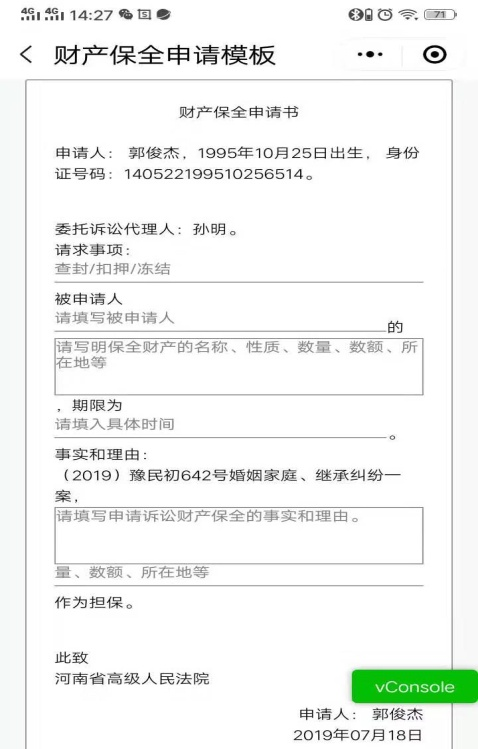 4G 4G 14:27 71
财产保全申请模板
财产保全申请书
申请人： 郭俊杰，1995年10月25日出生， 身份
证号码：140522199510256514。
委托诉讼代理人：孙明。
请求事项：
查封/扣押/冻结
被申请人
请填写被申请人
的
请写明保全财产的名称、性质、数量、数额、所
在地等
，期限为
请填入具体时间
。
事实和理由：
（2019）豫民初642号婚姻家庭、继承纠纷一
案，
请填写申请诉讼财产保全的事实和理由。
量、数额、所在地等
作为担保。
此致
河南省高级人民法院
vConsole
申请人： 郭俊杰
2019年07月18日